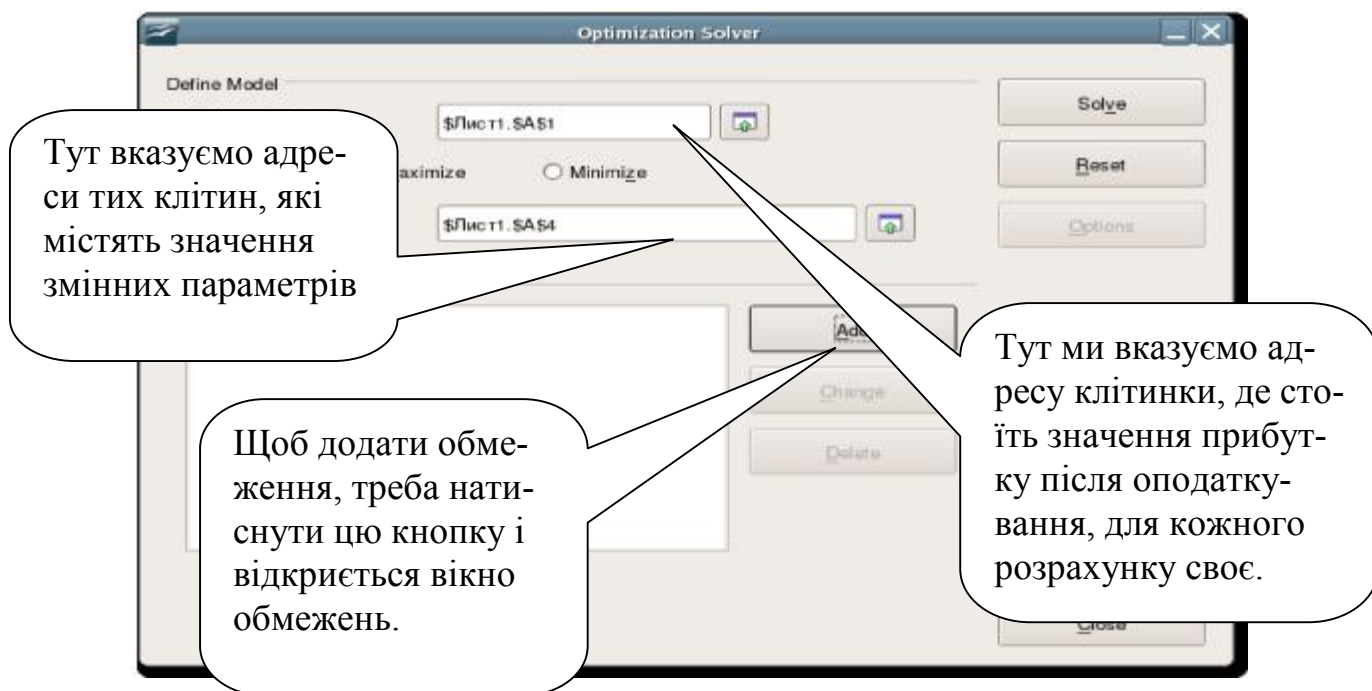 Optimization Solver
Define Model
Solve
$Лист1.$A$1
Тут вказуємо адре-
си тих клітин, які
містять значення
змінних параметрів
aximize
Minimize
Reset
$Лист1.$A$4
Options
Add
Change
Delete
Тут ми вказуємо ад-
ресу клітинки, де сто-
їть значення прибут-
ку після оподатку-
вання, для кожного
розрахунку своє.
Щоб додати обме-
ження, треба нати-
снути цю кнопку і
відкриється вікно
обмежень.
Close